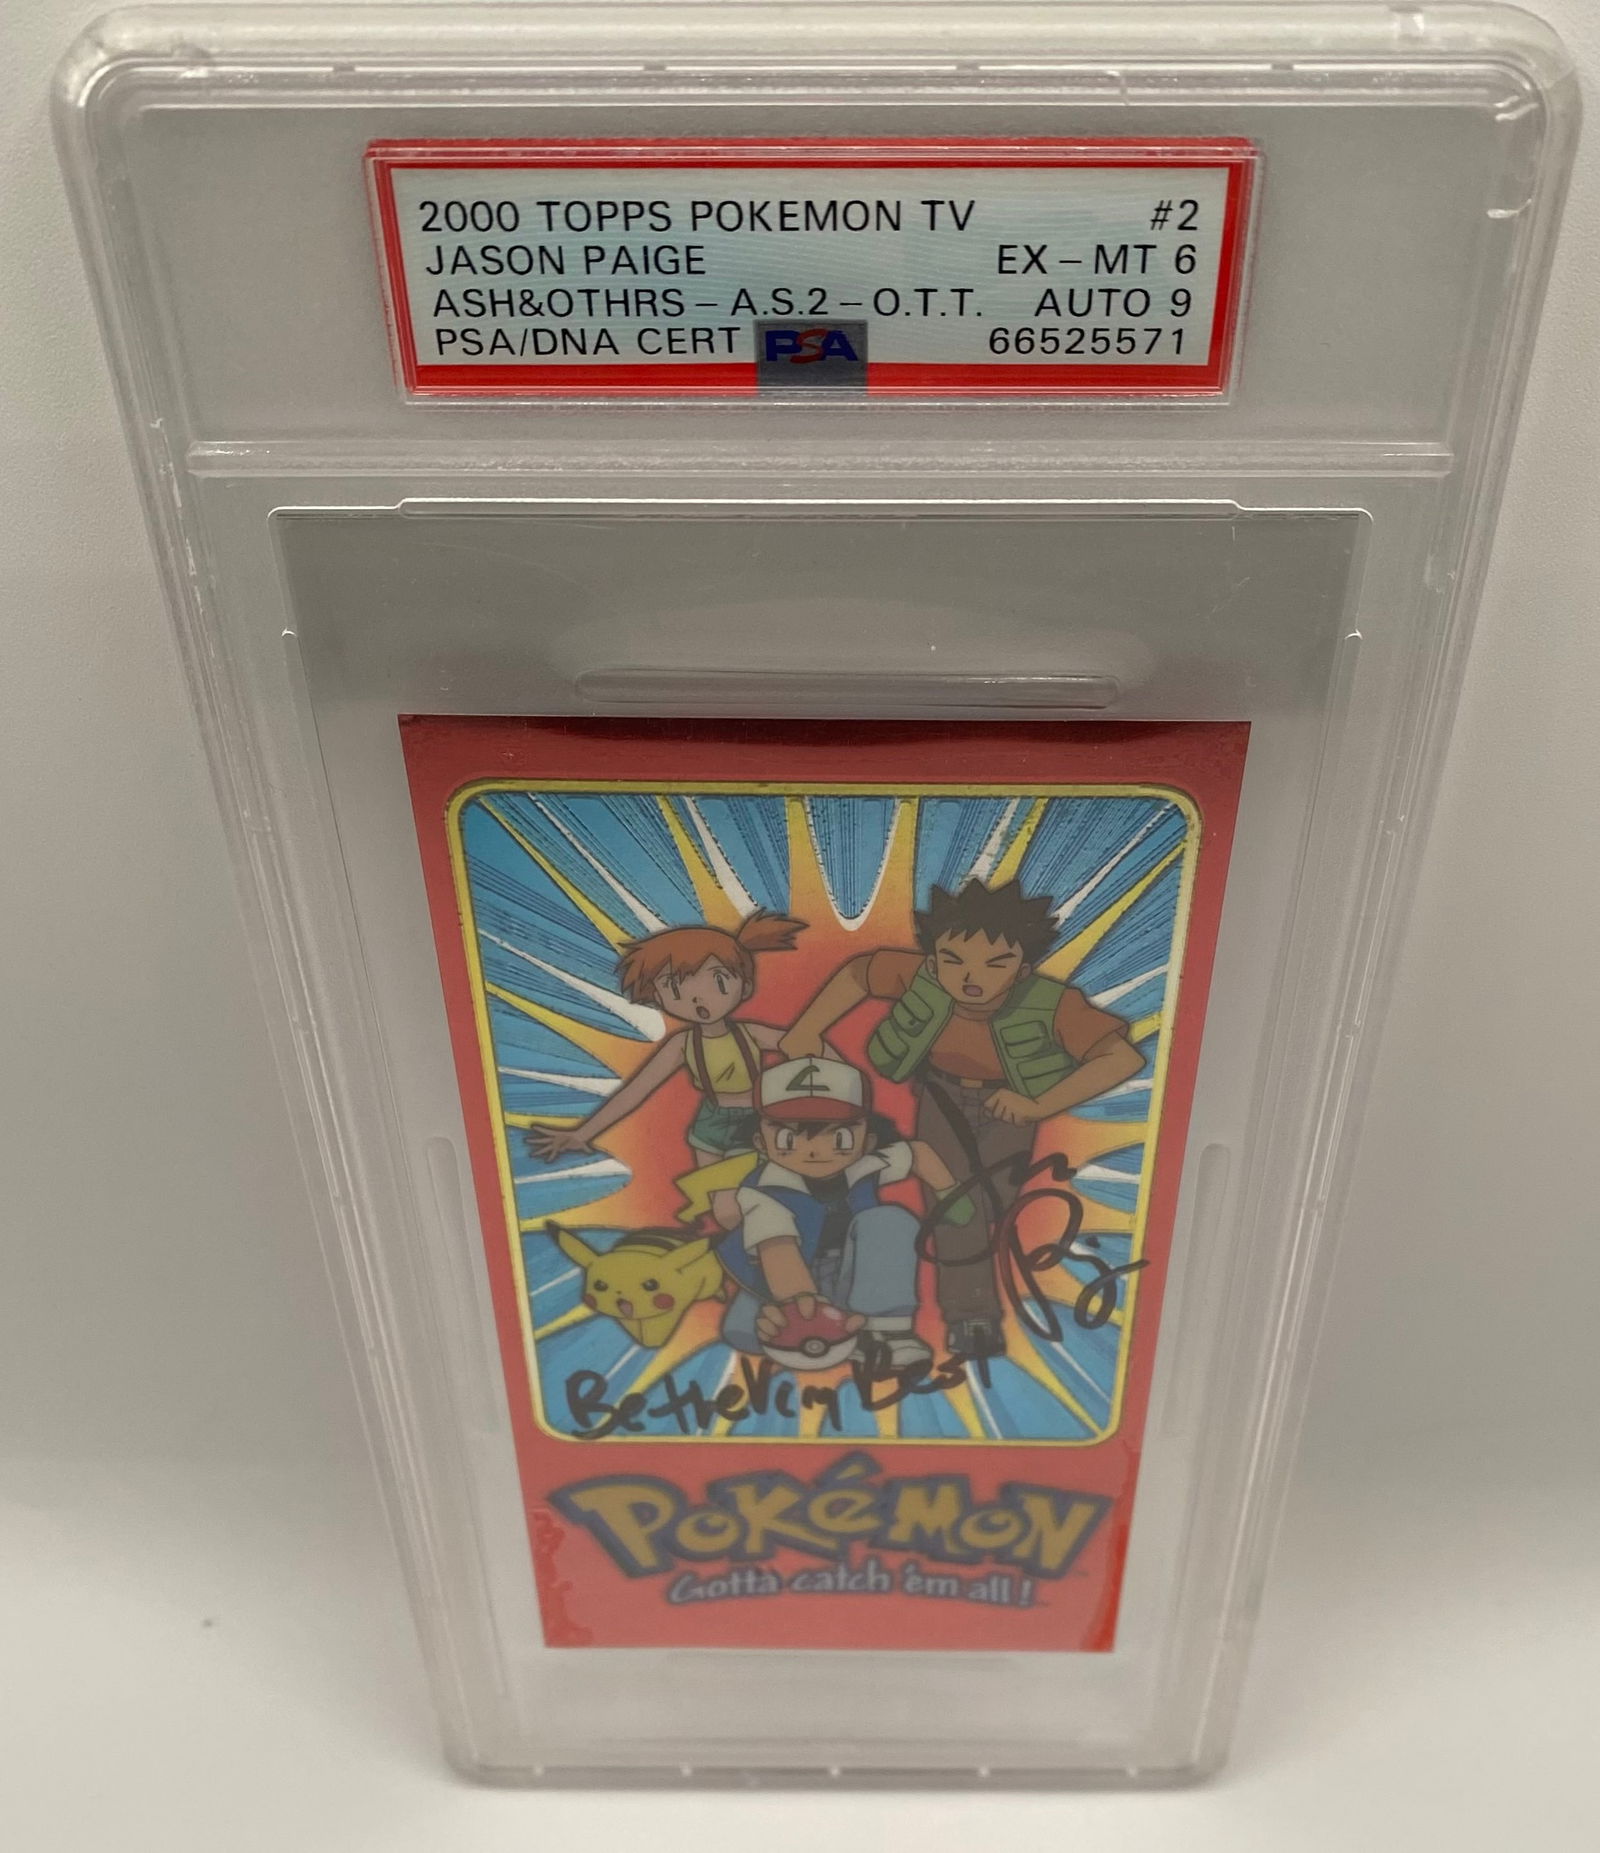 2000 TOPPS POKEMON TV #2
JASON PAIGE EX-MT 6
ASH&OTHRS-A.S.2-O.T.T. AUTO 9
PSA/DNA CERT PSA 66525571
Be the Very Best
POKéMON
Gotta catch 'em all!